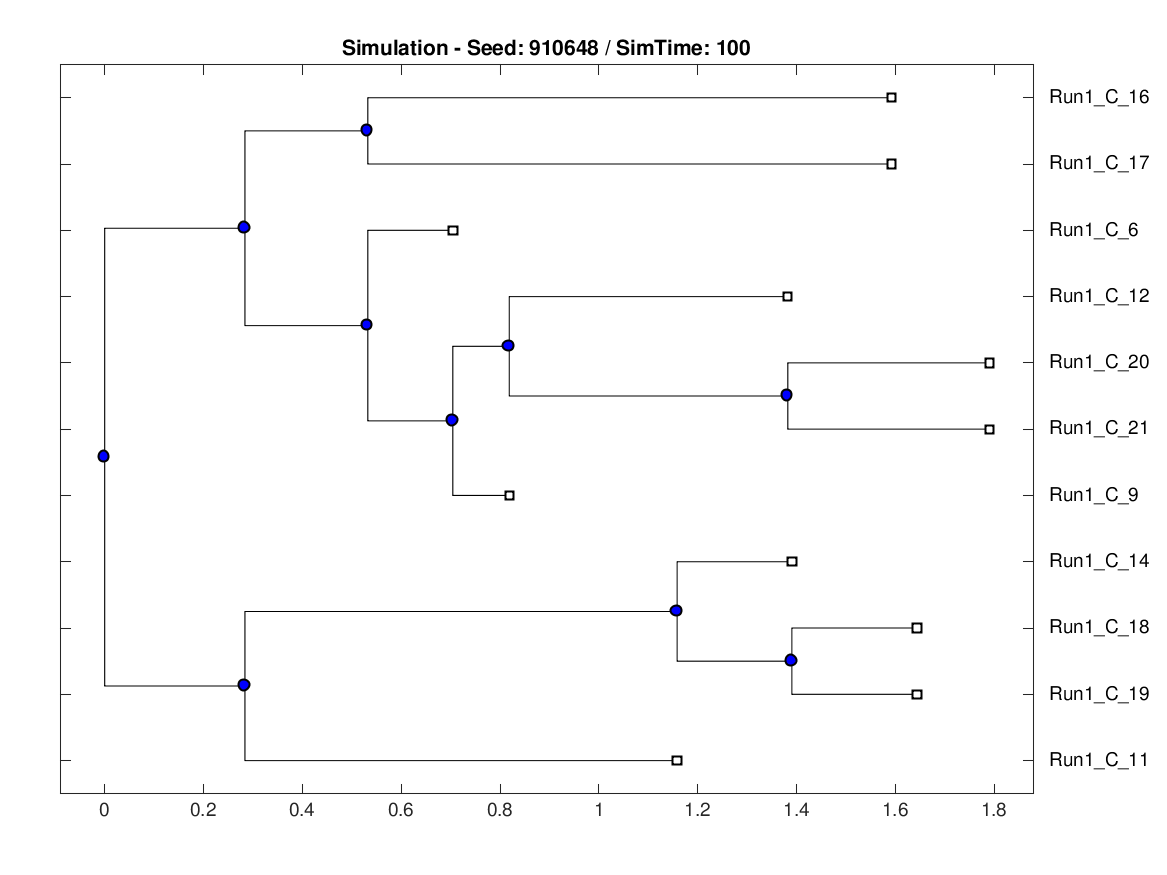 Simulation - Seed: 910648 / SimTime: 100
Run1_C_16
Run1_C_17
Run1_C_6
Run1_C_12
Run1_C_20
Run1_C_21
Run1_C_9
Run1_C_14
Run1_C_18
Run1_C_19
Run1_C_11
0 0.2 0.4 0.6 0.8 1 1.2 1.4 1.6 1.8